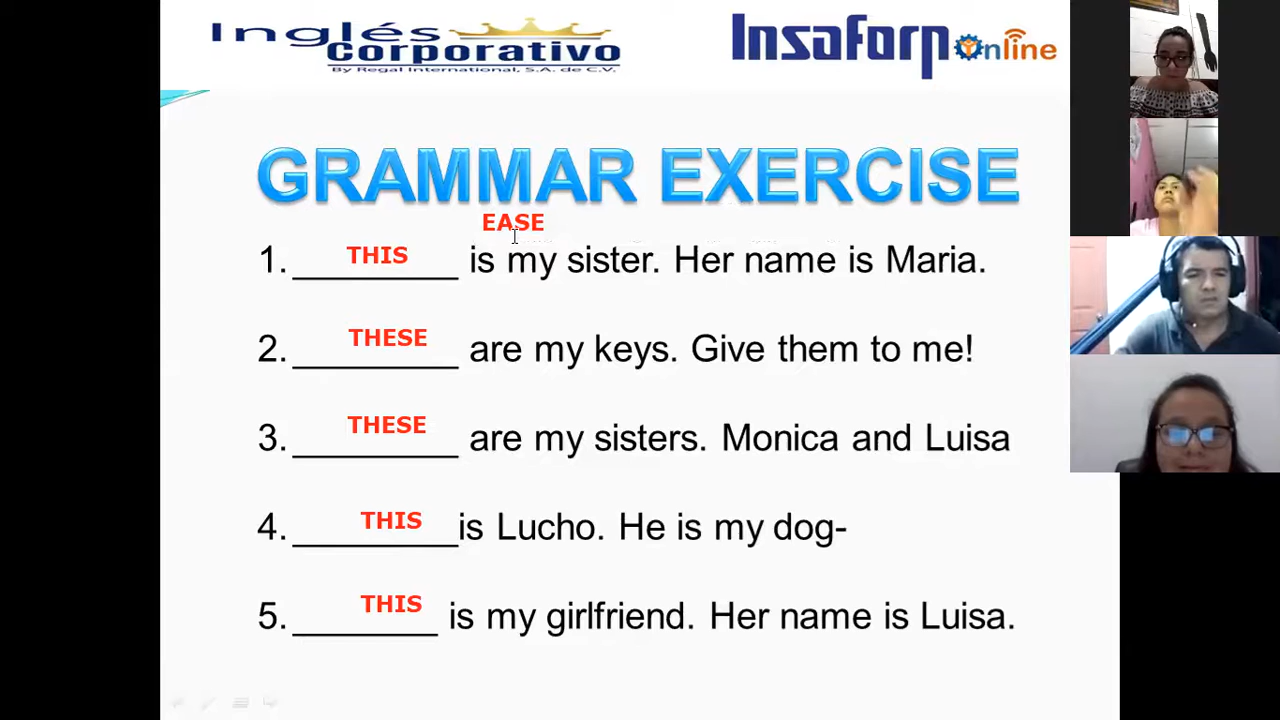 Inglés Corporativo
By Regal International, S.A. de C.V.
Insaforp Online
GRAMMAR EXERCISE
EASE
1. THIS is my sister. Her name is Maria.
2. THESE are my keys. Give them to me!
3. THESE are my sisters. Monica and Luisa
4. THIS is Lucho. He is my dog-
5. THIS is my girlfriend. Her name is Luisa.